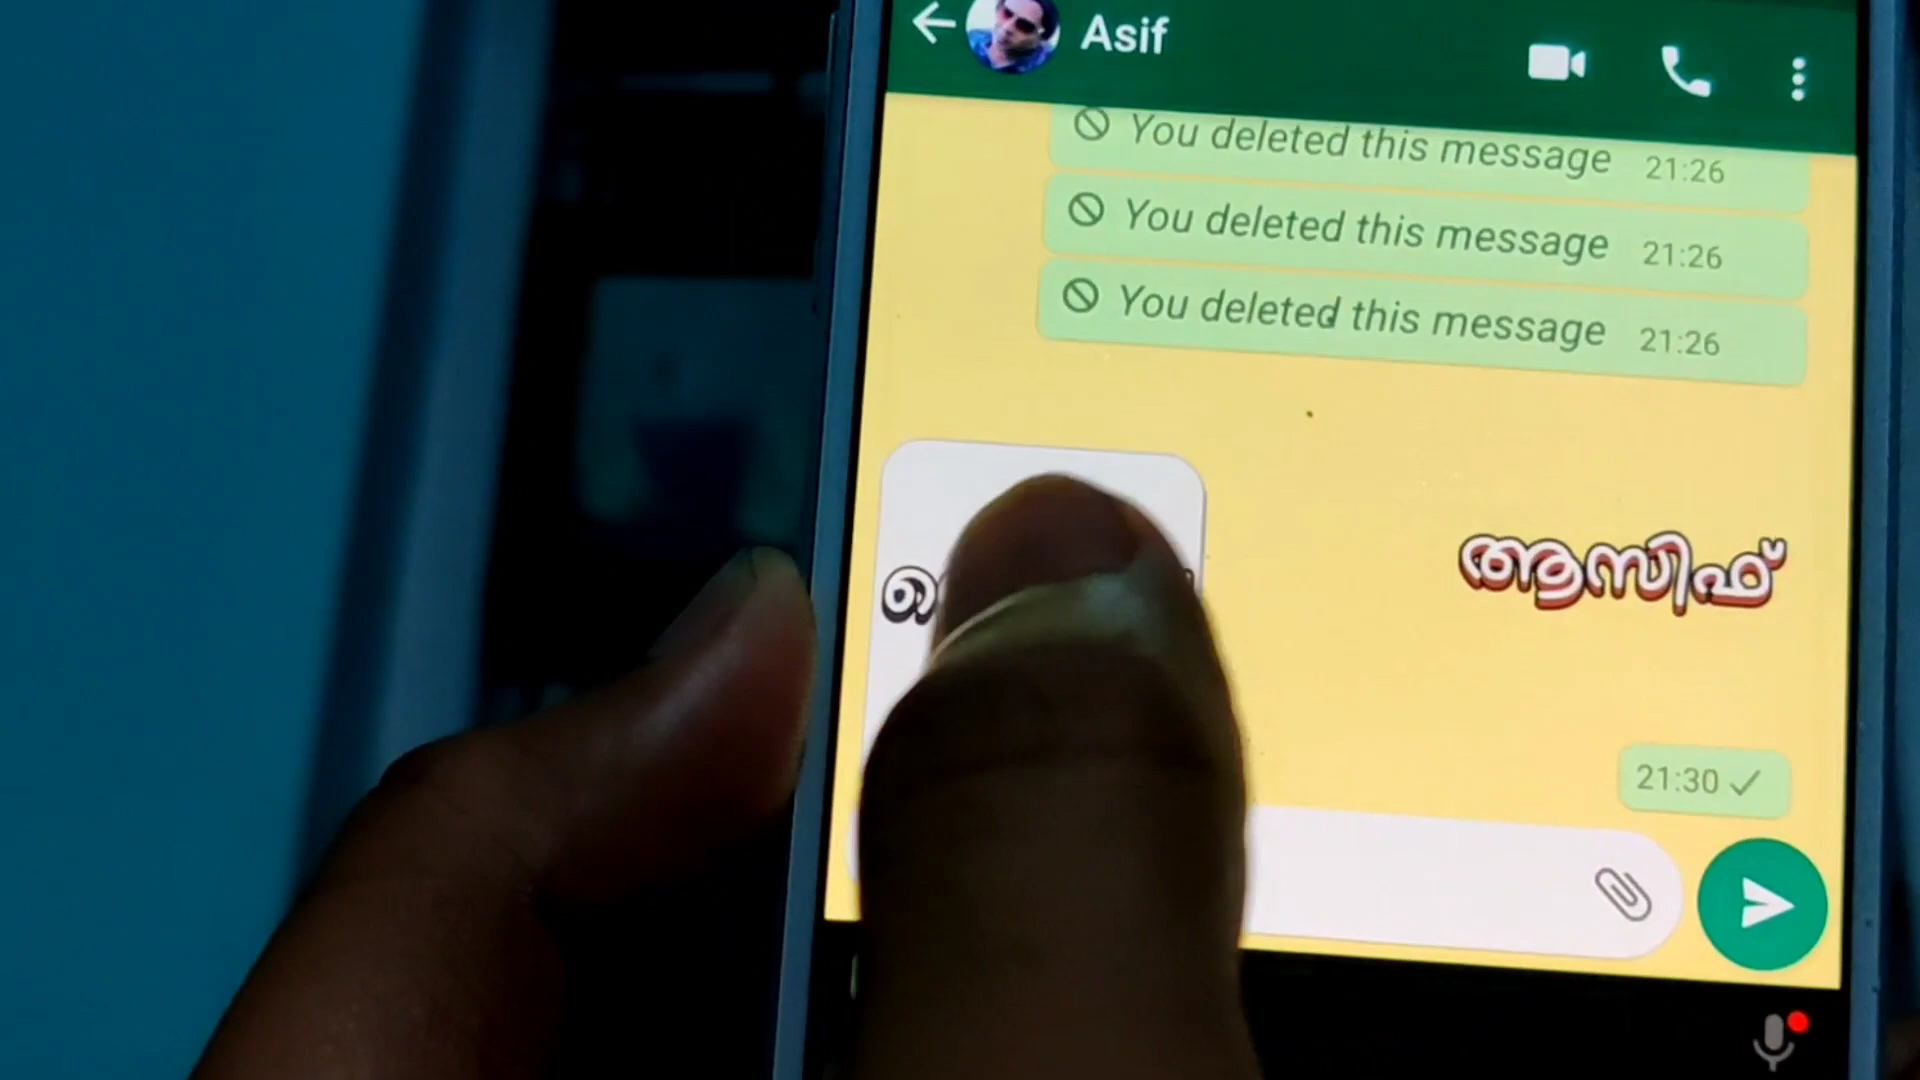 Asif
You deleted this message 21:26
You deleted this message 21:26
You deleted this message 21:26
ആസിഫ്
21:30